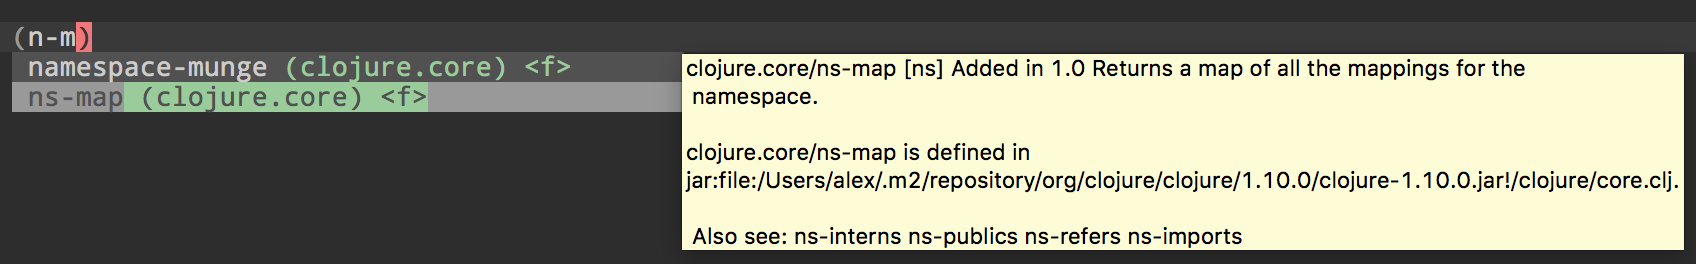 (n-m)
namespace-munge (clojure.core) <f>
ns-map (clojure.core) <f>
clojure.core/ns-map [ns] Added in 1.0 Returns a map of all the mappings for the
namespace.
clojure.core/ns-map is defined in
jar:file:/Users/alex/.m2/repository/org/clojure/clojure/1.10.0/clojure-1.10.0.jar!/clojure/core.clj.
Also see: ns-interns ns-publics ns-refers ns-imports